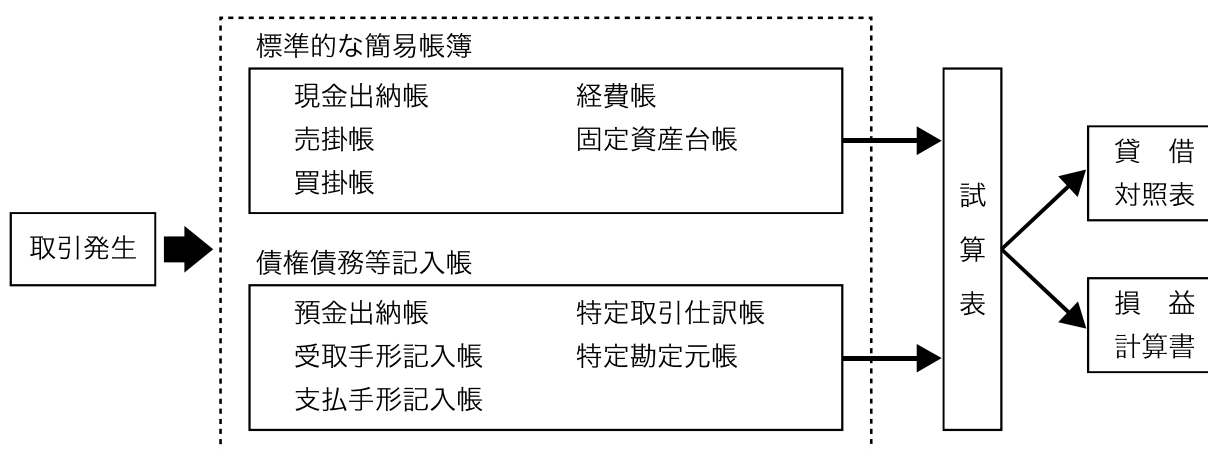 取引発生
標準的な簡易帳簿
現金出納帳
売掛帳
買掛帳
経費帳
固定資産台帳
債権債務等記入帳
預金出納帳
受取手形記入帳
支払手形記入帳
特定取引仕訳帳
特定勘定元帳
試算表
貸　借
対照表
損　益
計算書